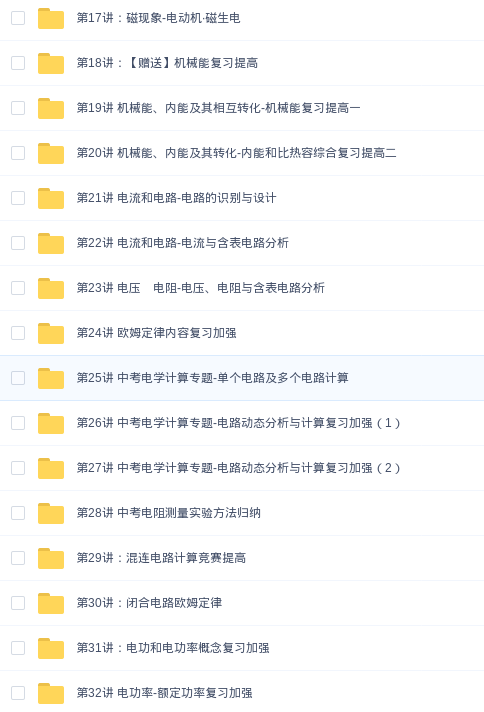 第17讲：磁现象-电动机·磁生电
第18讲：【赠送】机械能复习提高
第19讲 机械能、内能及其相互转化-机械能复习提高一
第20讲 机械能、内能及其转化-内能和比热容综合复习提高二
第21讲 电流和电路-电路的识别与设计
第22讲 电流和电路-电流与含表电路分析
第23讲 电压　电阻-电压、电阻与含表电路分析
第24讲 欧姆定律内容复习加强
第25讲 中考电学计算专题-单个电路及多个电路计算
第26讲 中考电学计算专题-电路动态分析与计算复习加强（1）
第27讲 中考电学计算专题-电路动态分析与计算复习加强（2）
第28讲 中考电阻测量实验方法归纳
第29讲：混连电路计算竞赛提高
第30讲：闭合电路欧姆定律
第31讲：电功和电功率概念复习加强
第32讲 电功率-额定功率复习加强